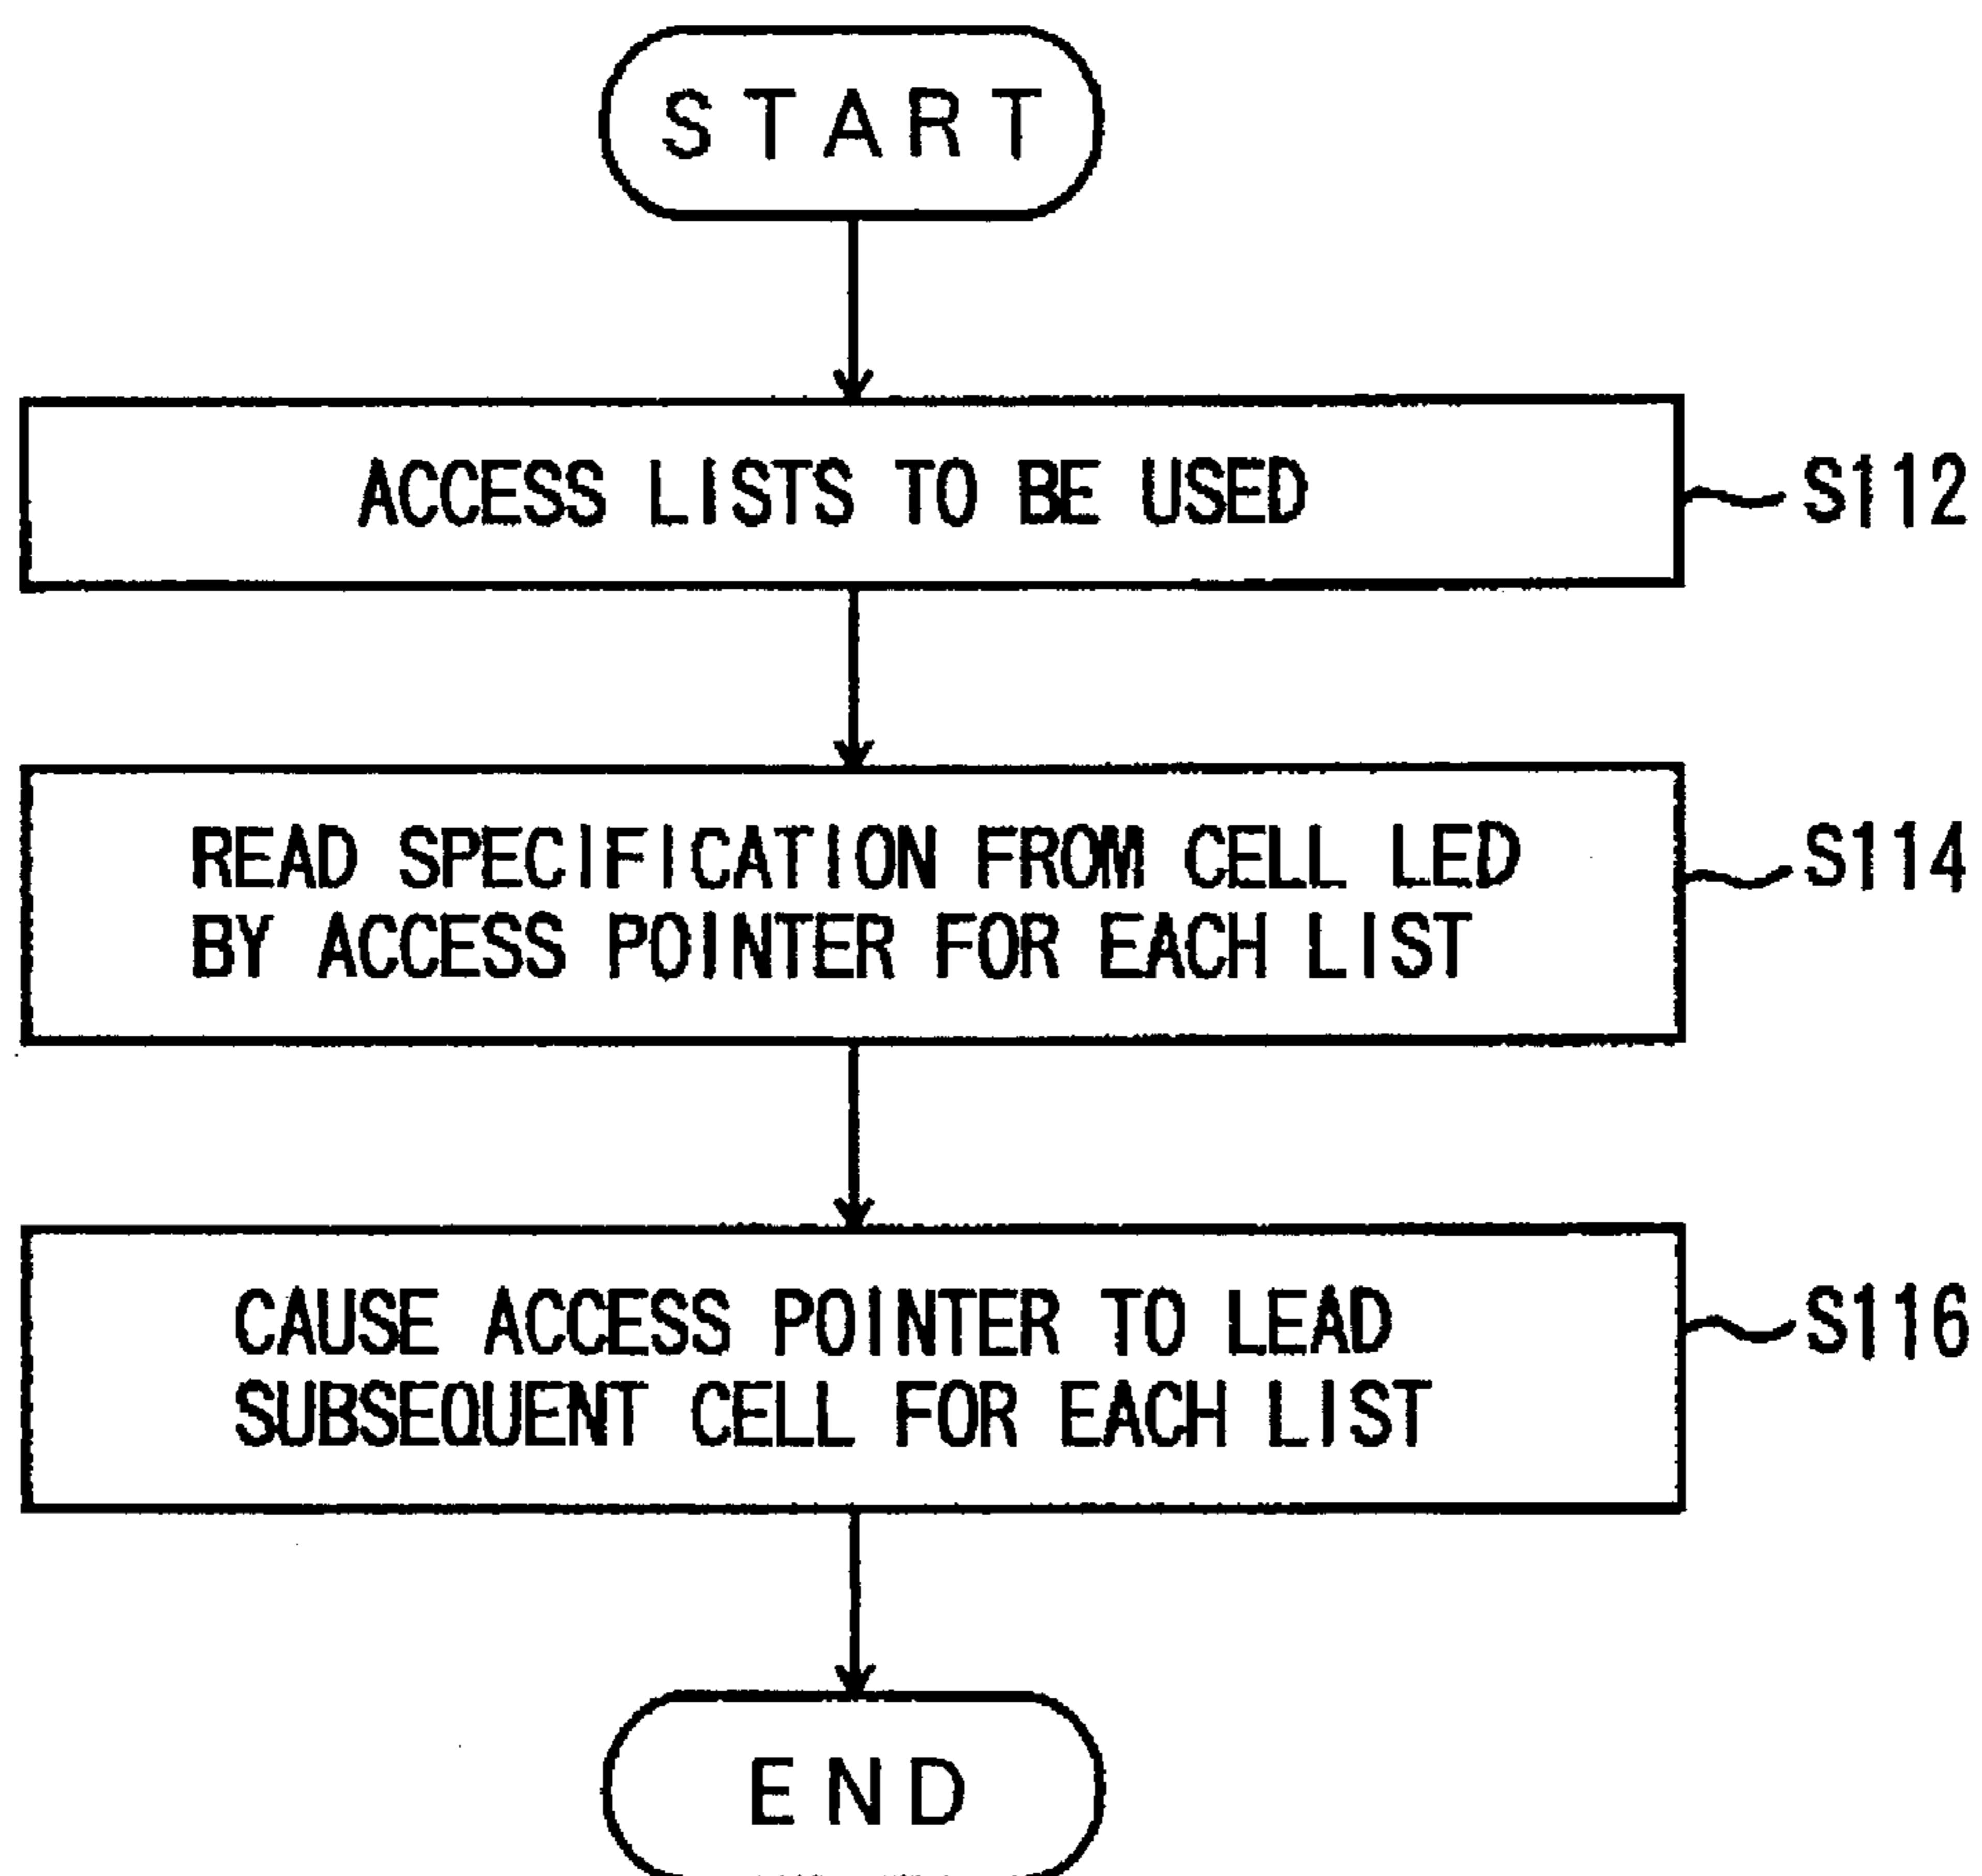 START
ACCESS LISTS TO BE USED
S112
READ SPECIFICATION FROM CELL LED
BY ACCESS POINTER FOR EACH LIST
S114
CAUSE ACCESS POINTER TO LEAD
SUBSEQUENT CELL FOR EACH LIST
S116
END